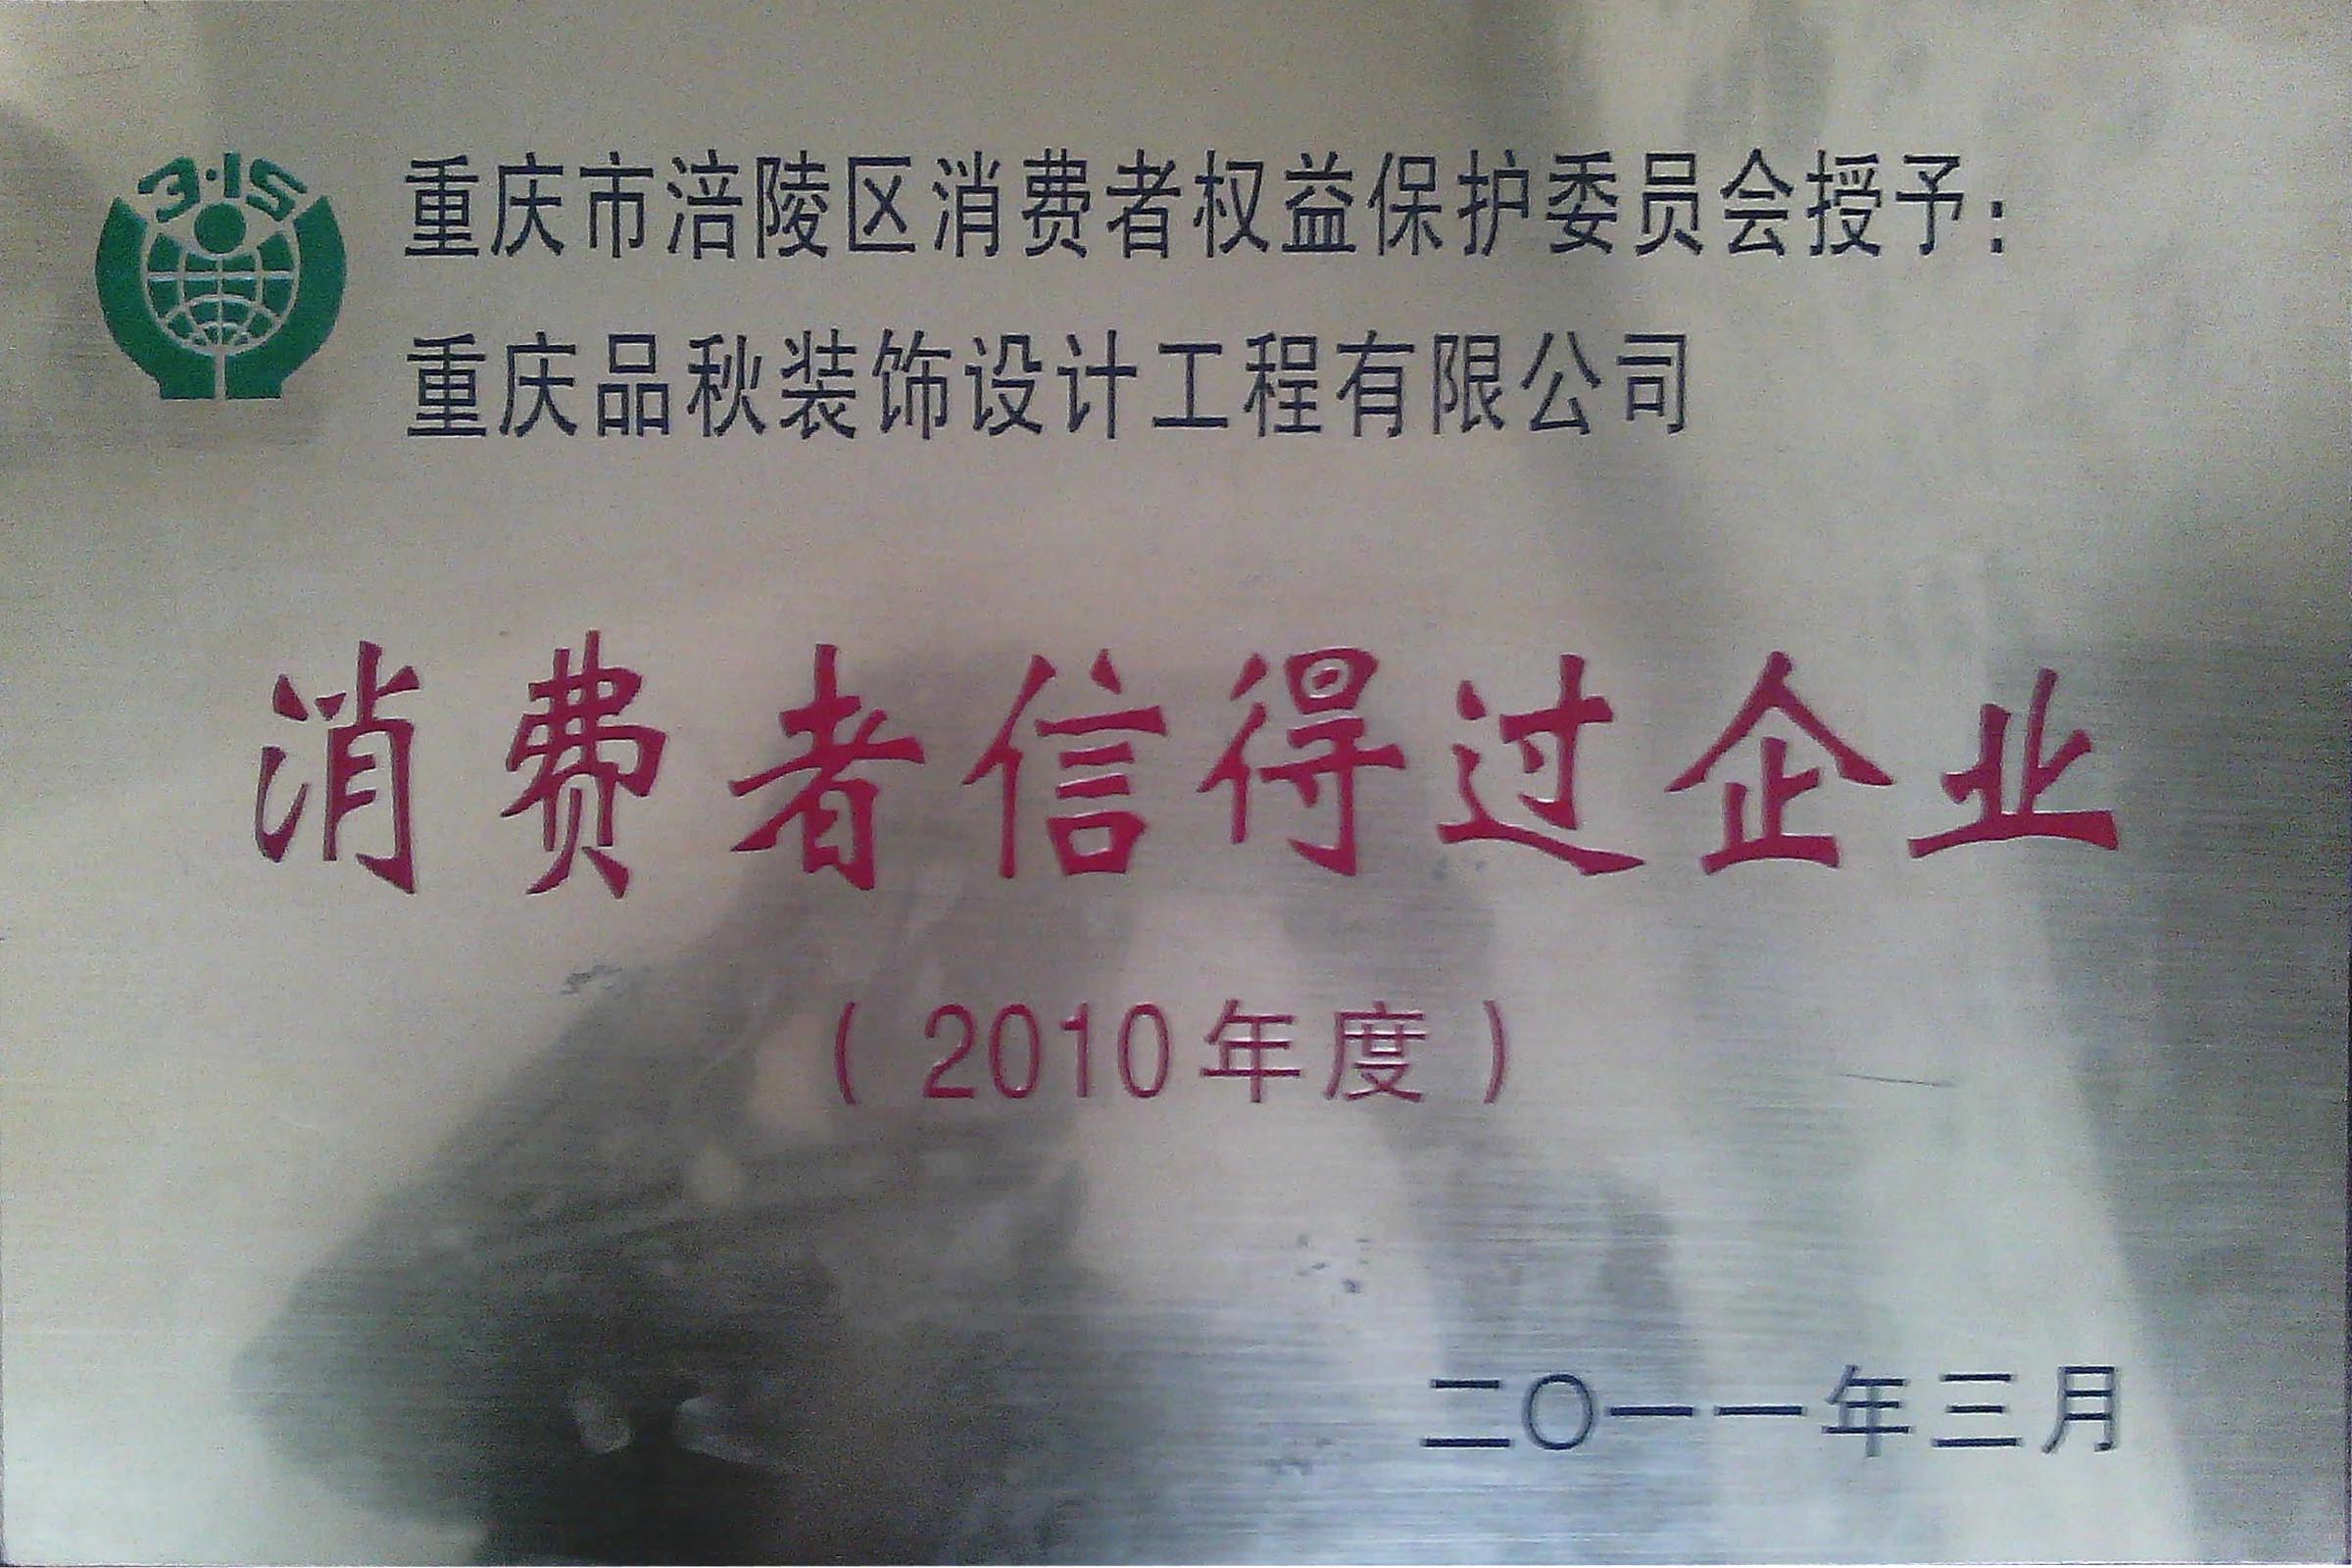 3·15
重庆市涪陵区消费者权益保护委员会授予:
重庆品秋装饰设计工程有限公司
消费者信得过企业
(2010年度)
二〇一一年三月